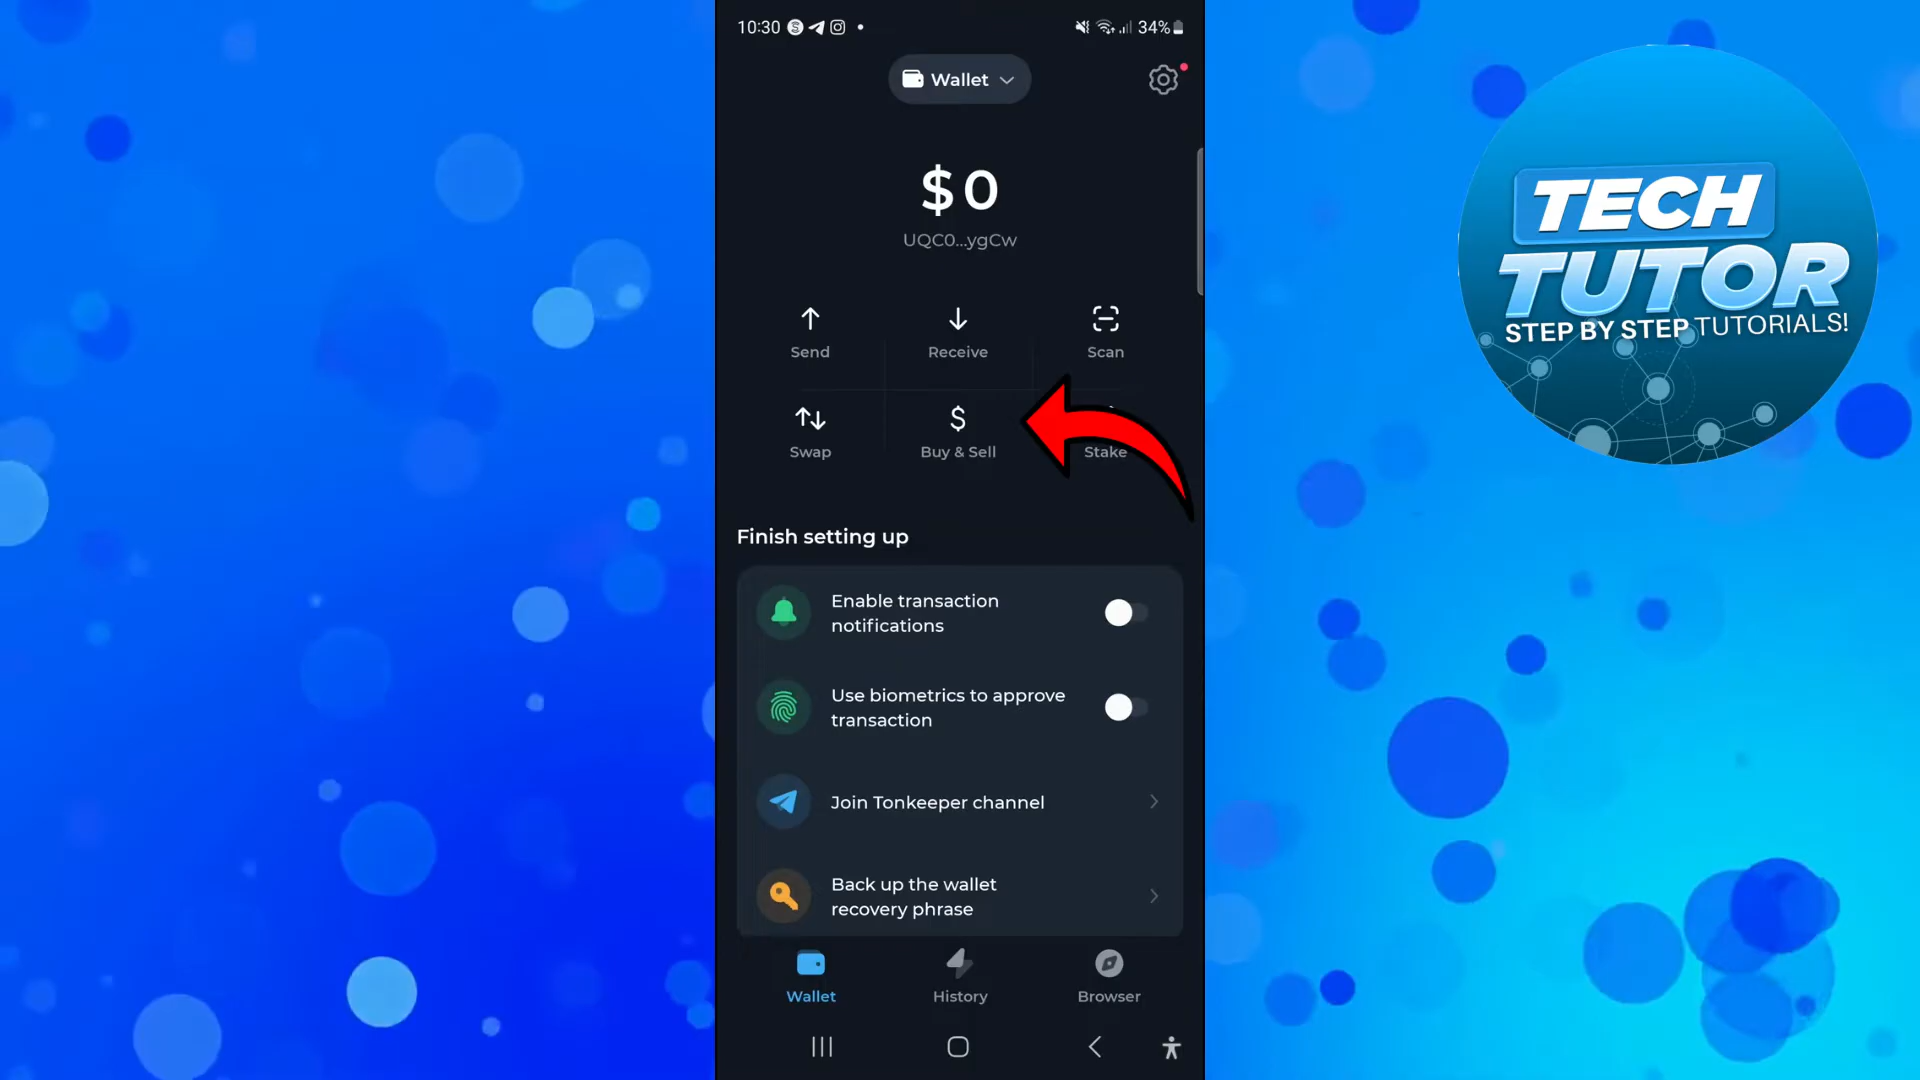 10:30
34%
Wallet
$0
UQC0...ygCw
Send
Receive
Scan
Swap
Buy & Sell
Stake
Finish setting up
Enable transaction
notifications
Use biometrics to approve
transaction
Join Tonkeeper channel
Back up the wallet
recovery phrase
Wallet
History
Browser
TECH
TUTOR
STEP BY STEP TUTORIALS!